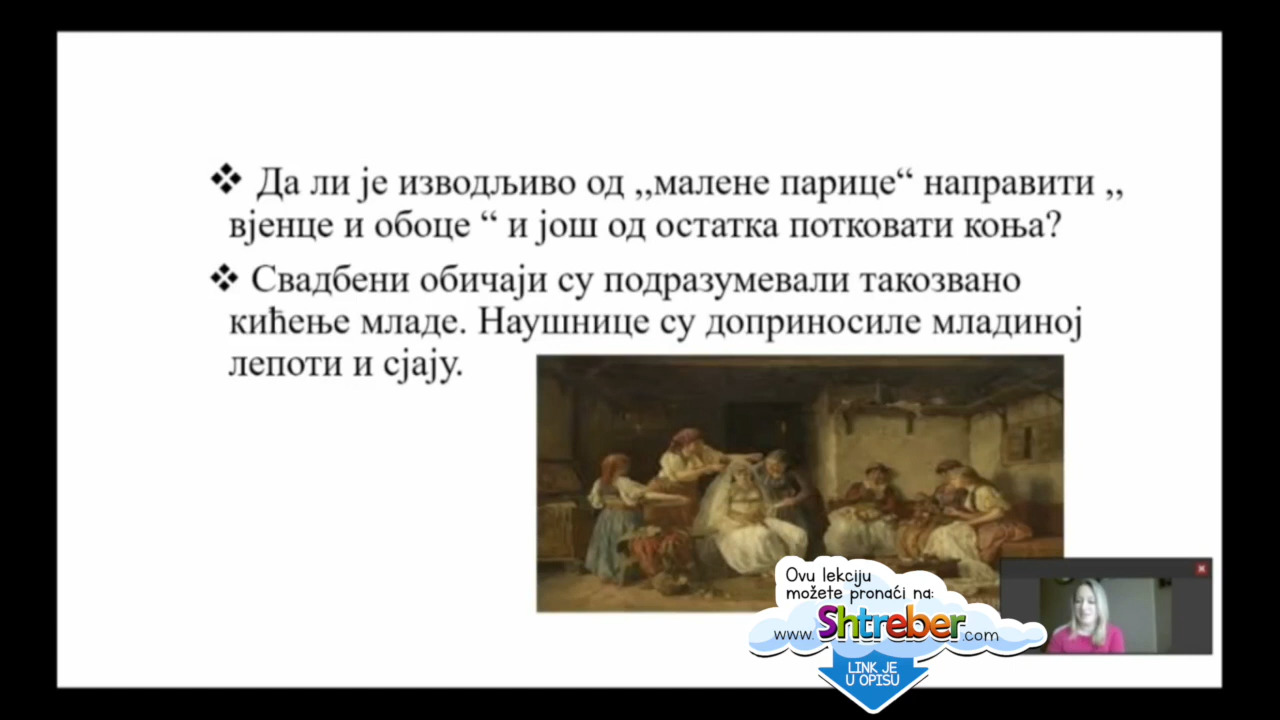 ❖ Да ли је изводљиво од ,,малене парице“ направити ,,
вјенце и обоце “ и још од остатка потковати коња?
❖ Свадбени обичаји су подразумевали такозвано
кићење младе. Наушнице су доприносиле младиној
лепоти и сјају.
Ovu lekciju
možete pronaći na:
www.Shtreber.com
LINK JE
U OPISU